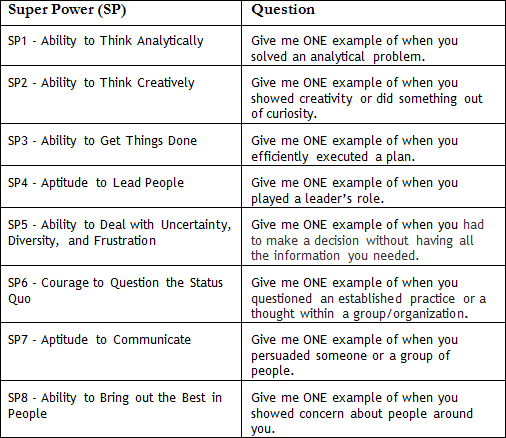 Super Power (SP) Question
SP1 - Ability to Think Analytically
Give me ONE example of when you
solved an analytical problem.
SP2 - Ability to Think Creatively
Give me ONE example of when you
showed creativity or did something out
of curiosity.
SP3 - Ability to Get Things Done
Give me ONE example of when you
efficiently executed a plan.
SP4 - Aptitude to Lead People
Give me ONE example of when you
played a leader's role.
SP5 - Ability to Deal with Uncertainty,
Diversity, and Frustration
Give me ONE example of when you had
to make a decision without having all
the information you needed.
SP6 - Courage to Question the Status
Quo
Give me ONE example of when you
questioned an established practice or a
thought within a group/organization.
SP7 - Aptitude to Communicate
Give me ONE example of when you
persuaded someone or a group of
people.
SP8 - Ability to Bring out the Best in
People
Give me ONE example of when you
showed concern about people around
you.